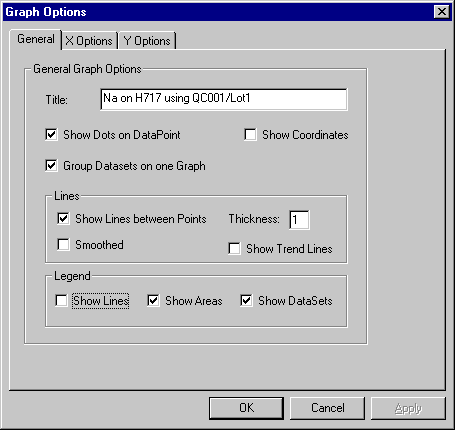 Graph Options
General X Options Y Options
General Graph Options
Title: Na on H717 using QC001/Lot1
Show Dots on DataPoint Show Coordinates
Group Datasets on one Graph
Lines
Show Lines between Points Thickness: 1
Smoothed Show Trend Lines
Legend
Show Lines Show Areas Show DataSets
OK Cancel Apply